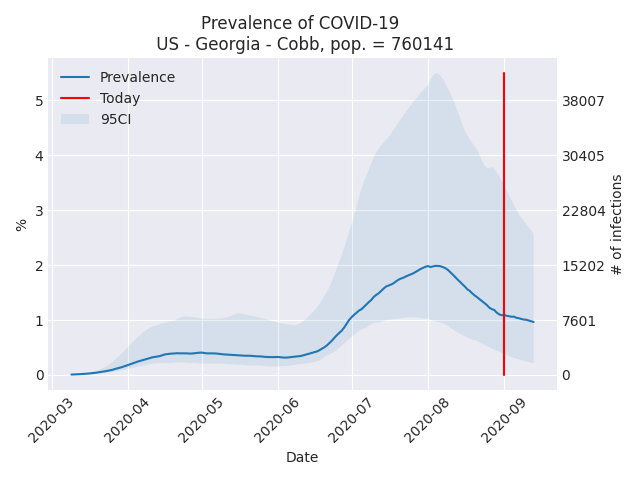 Prevalence of COVID-19
US - Georgia - Cobb, pop. = 760141
Prevalence
Today
95CI
5
4
3
2
1
0
%
38007
30405
22804
15202
7601
0
# of infections
2020-03
2020-04
2020-05
2020-06
2020-07
2020-08
2020-09
Date